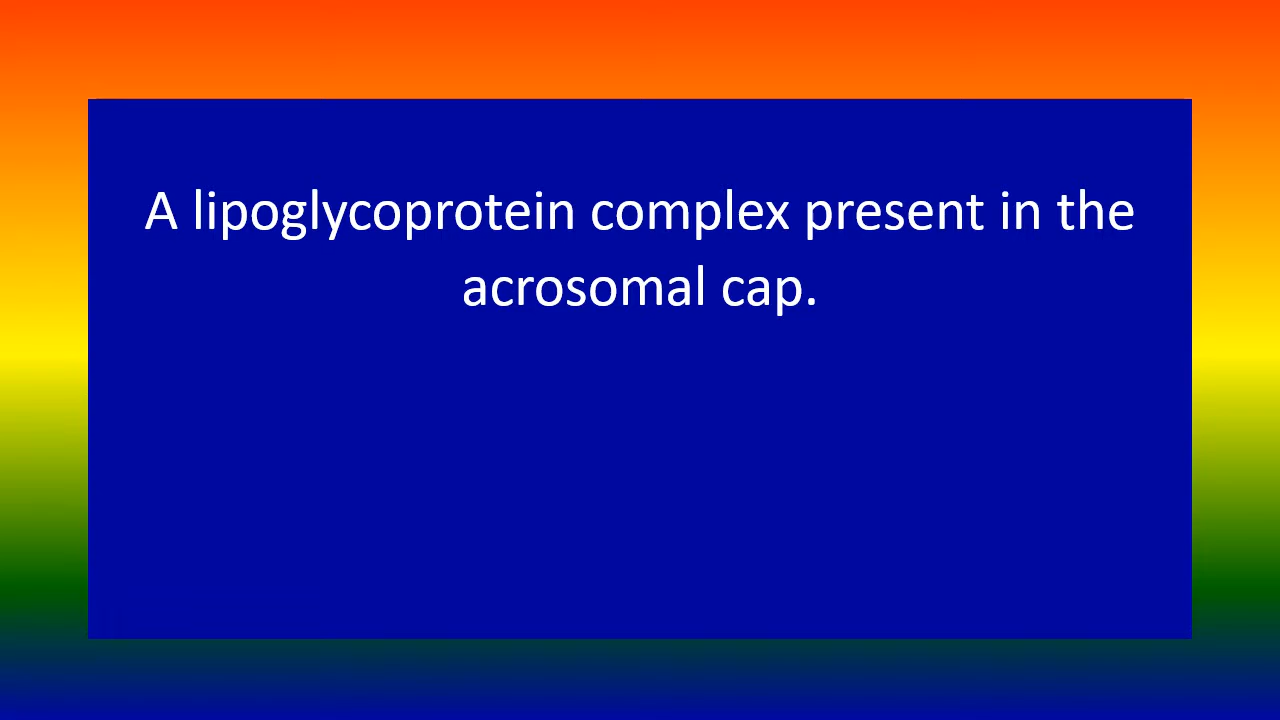 A lipoglycoprotein complex present in the
acrosomal cap.